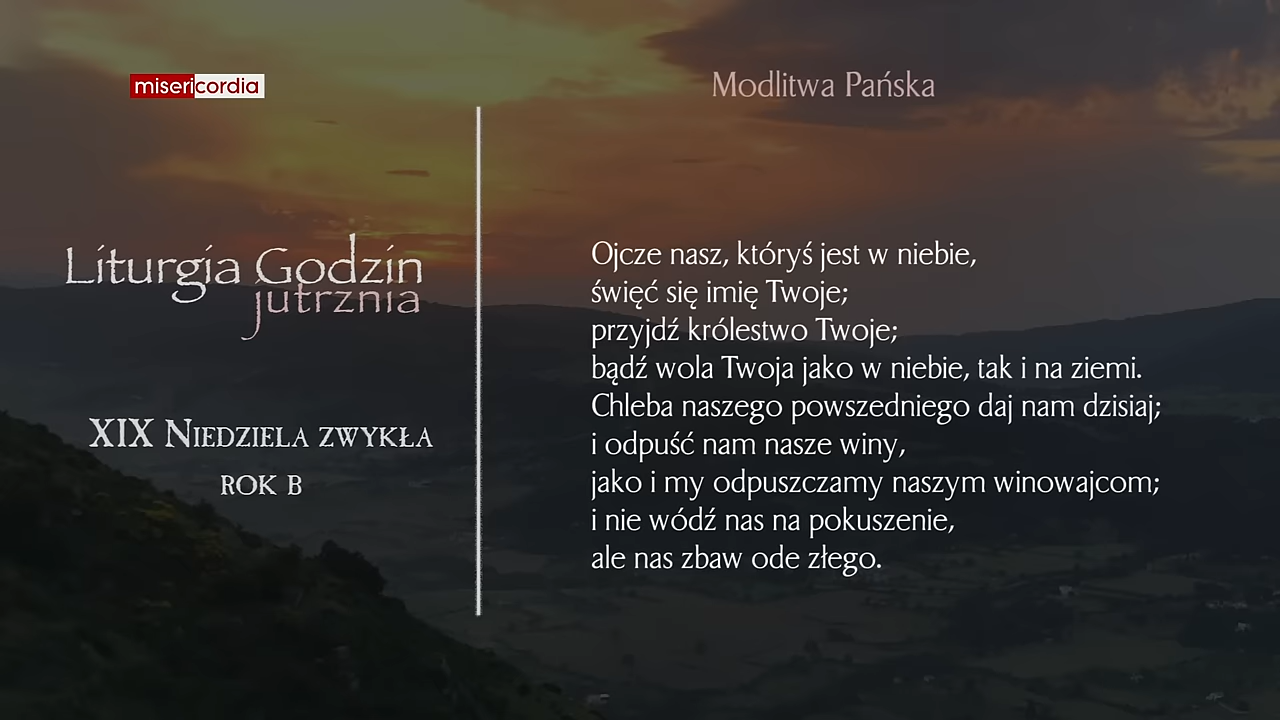 misericordia
Liturgia Godzin
jutrznia
XIX Niedziela zwykła
rok B
Modlitwa Pańska
Ojcze nasz, któryś jest w niebie,
święć się imię Twoje;
przyjdź królestwo Twoje;
bądź wola Twoja jako w niebie, tak i na ziemi.
Chleba naszego powszedniego daj nam dzisiaj;
i odpuść nam nasze winy,
jako i my odpuszczamy naszym winowajcom;
i nie wódź nas na pokuszenie,
ale nas zbaw ode złego.